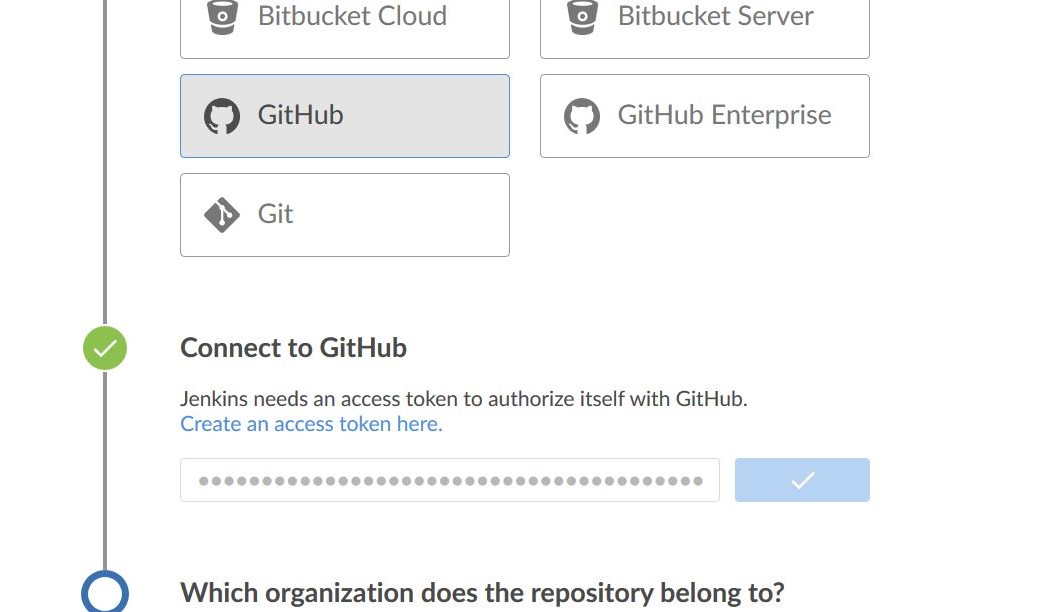 Bitbucket Cloud
Bitbucket Server
GitHub
GitHub Enterprise
Git
Connect to GitHub
Jenkins needs an access token to authorize itself with GitHub.
Create an access token here.
••••••••••••••••••••••••••••••••••••••••
Which organization does the repository belong to?